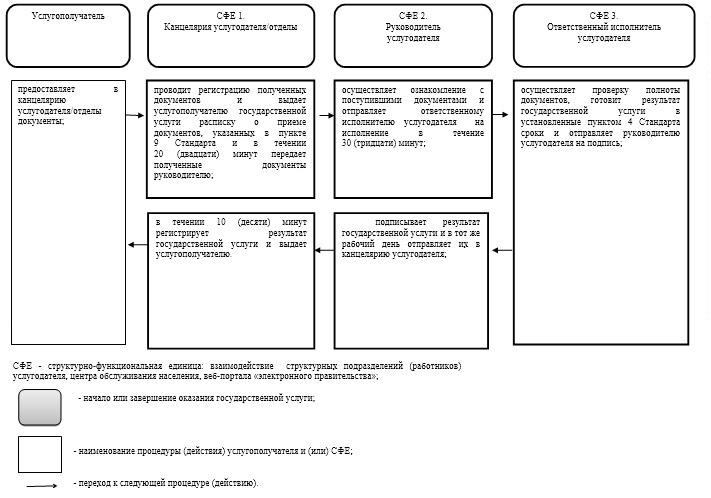 Услугополучатель
СФЕ 1.
Канцелярия услугодателя/отделы
СФЕ 2.
Руководитель
услугодателя
СФЕ 3.
Ответственный исполнитель
услугодателя
предоставляет в
канцелярию
услугодателя/отделы
документы;
проводит регистрацию полученных
документов и выдает
услугополучателю государственной
услуги расписку о приеме
документов, указанных в пункте
9 Стандарта и в течении
20 (двадцати) минут передает
полученные документы
руководителю;
осуществляет ознакомление с
поступившими документами и
отправляет ответственному
исполнителю услугодателя на
исполнение в течение
30 (тридцати) минут;
осуществляет проверку полноты
документов, готовит результат
государственной услуги в
установленные пунктом 4 Стандарта
сроки и отправляет руководителю
услугодателя на подпись;
в течении 10 (десяти) минут
регистрирует результат
государственной услуги и выдает
услугополучателю.
подписывает результат
государственной услуги и в тот же
рабочий день отправляет их в
канцелярию услугодателя;
СФЕ - структурно-функциональная единица: взаимодействие структурных подразделений (работников)
услугодателя, центра обслуживания населения, веб-портала «электронного правительства»;
- начало или завершение оказания государственной услуги;
- наименование процедуры (действия) услугополучателя и (или) СФЕ;
- переход к следующей процедуре (действию).